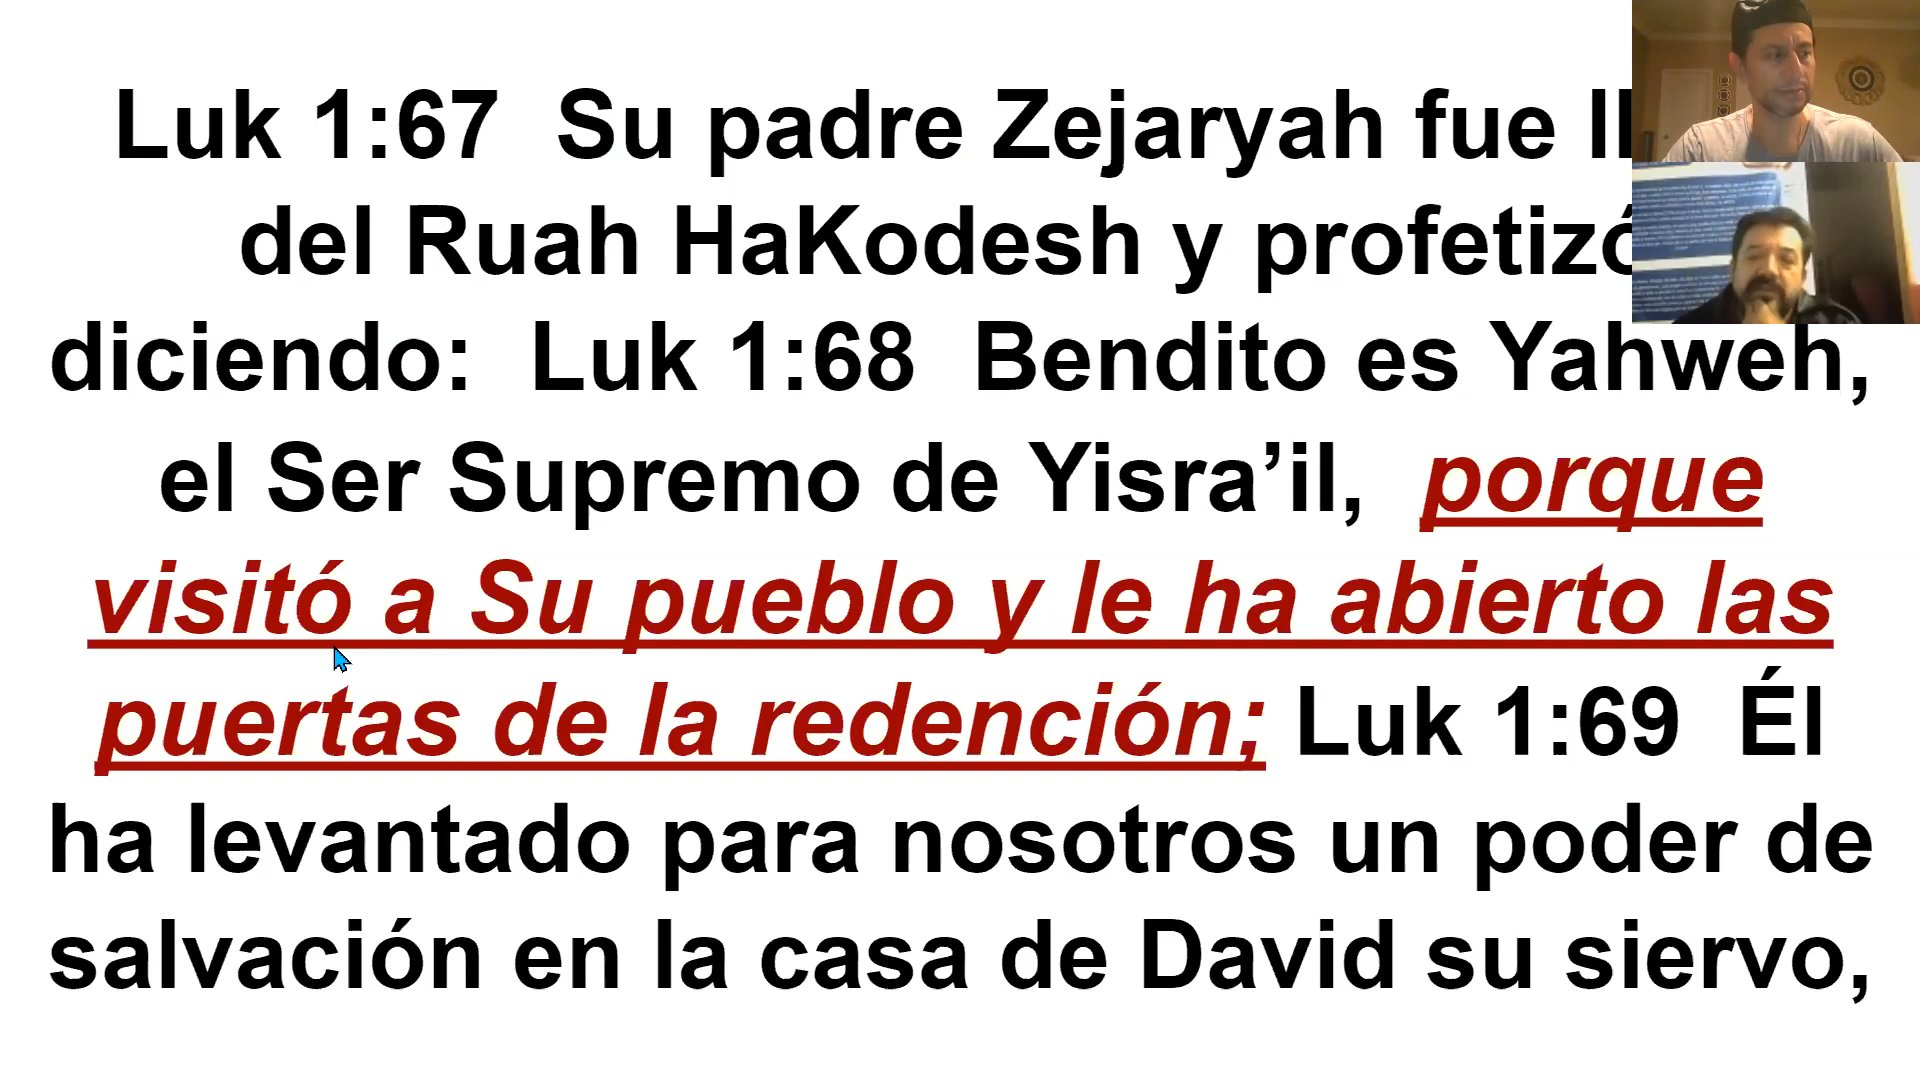 Luk 1:67  Su padre Zejaryah fue
del Ruah HaKodesh y profetizó
diciendo:  Luk 1:68  Bendito es Yahweh,
el Ser Supremo de Yisra’il,  porque
visitó a Su pueblo y le ha abierto las
puertas de la redención; Luk 1:69  Él
ha levantado para nosotros un poder de
salvación en la casa de David su siervo,